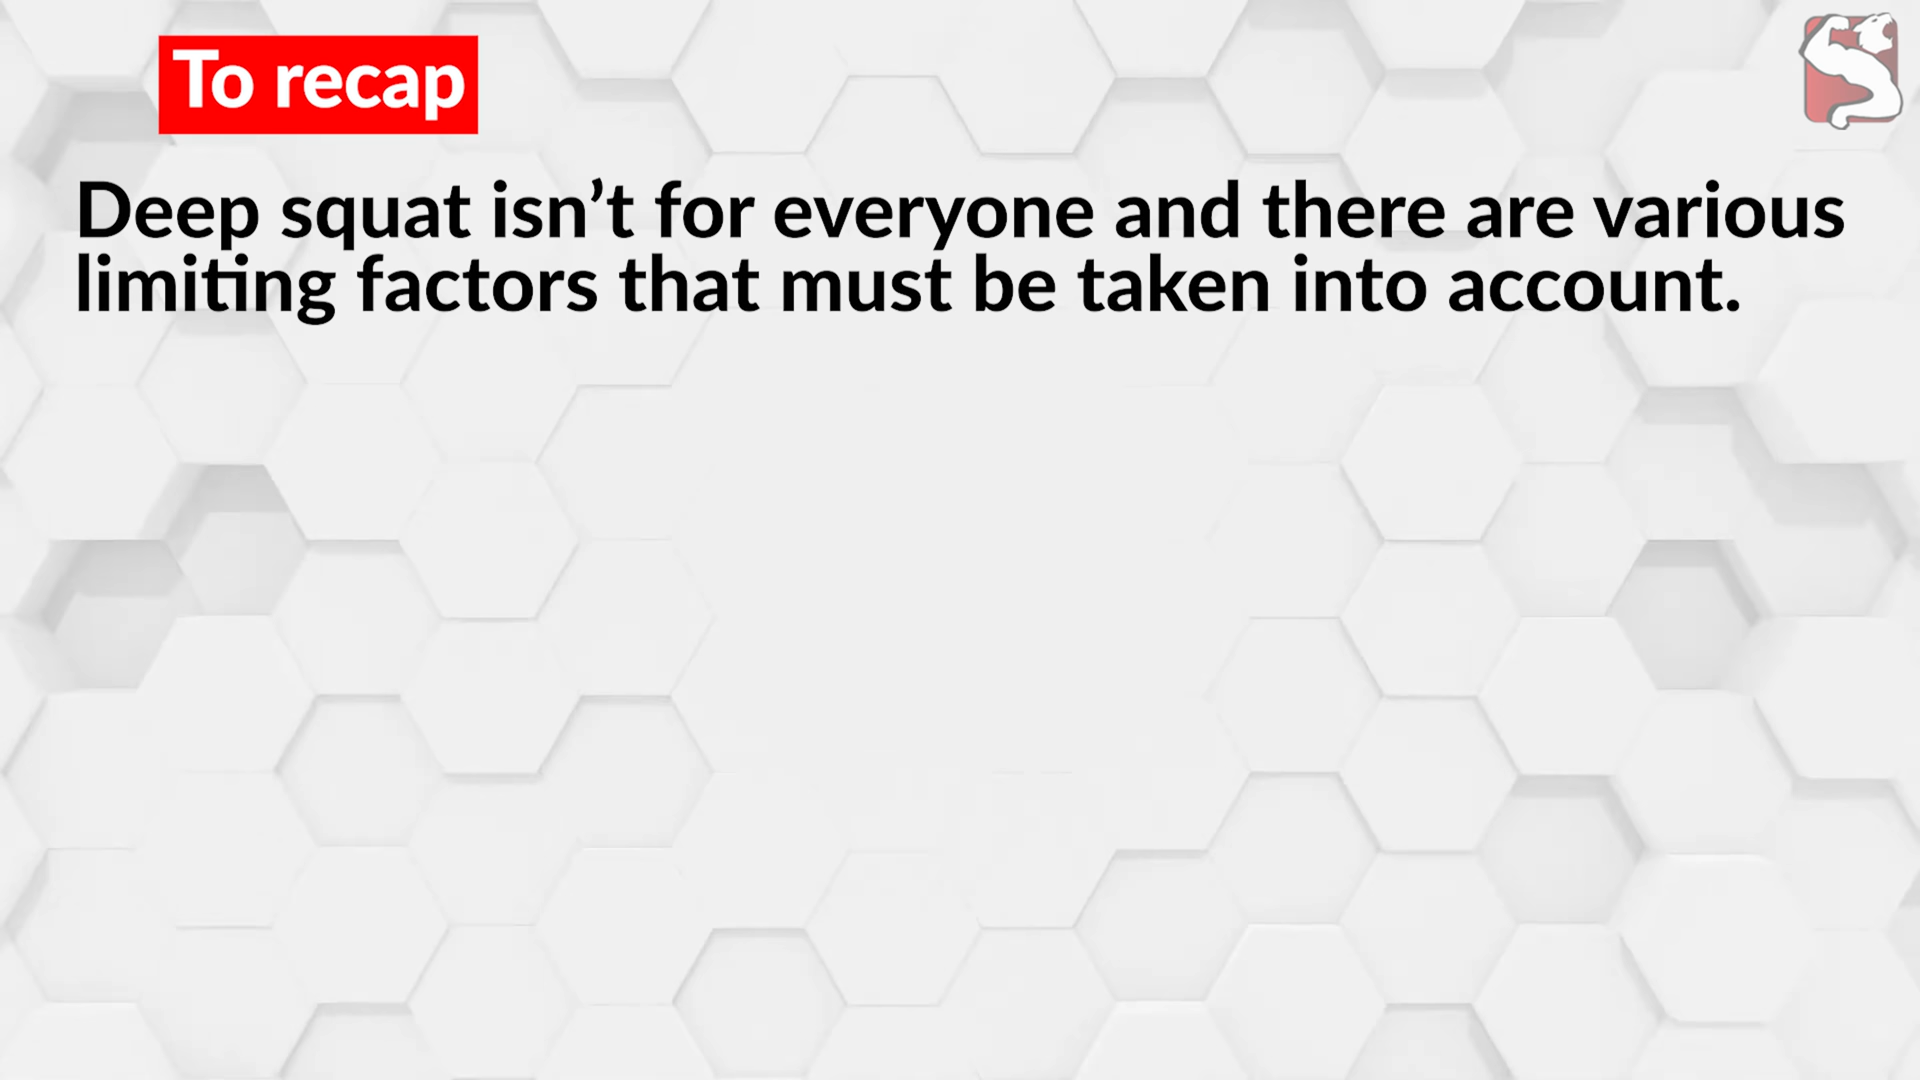 To recap
Deep squat isn’t for everyone and there are various
limiting factors that must be taken into account.